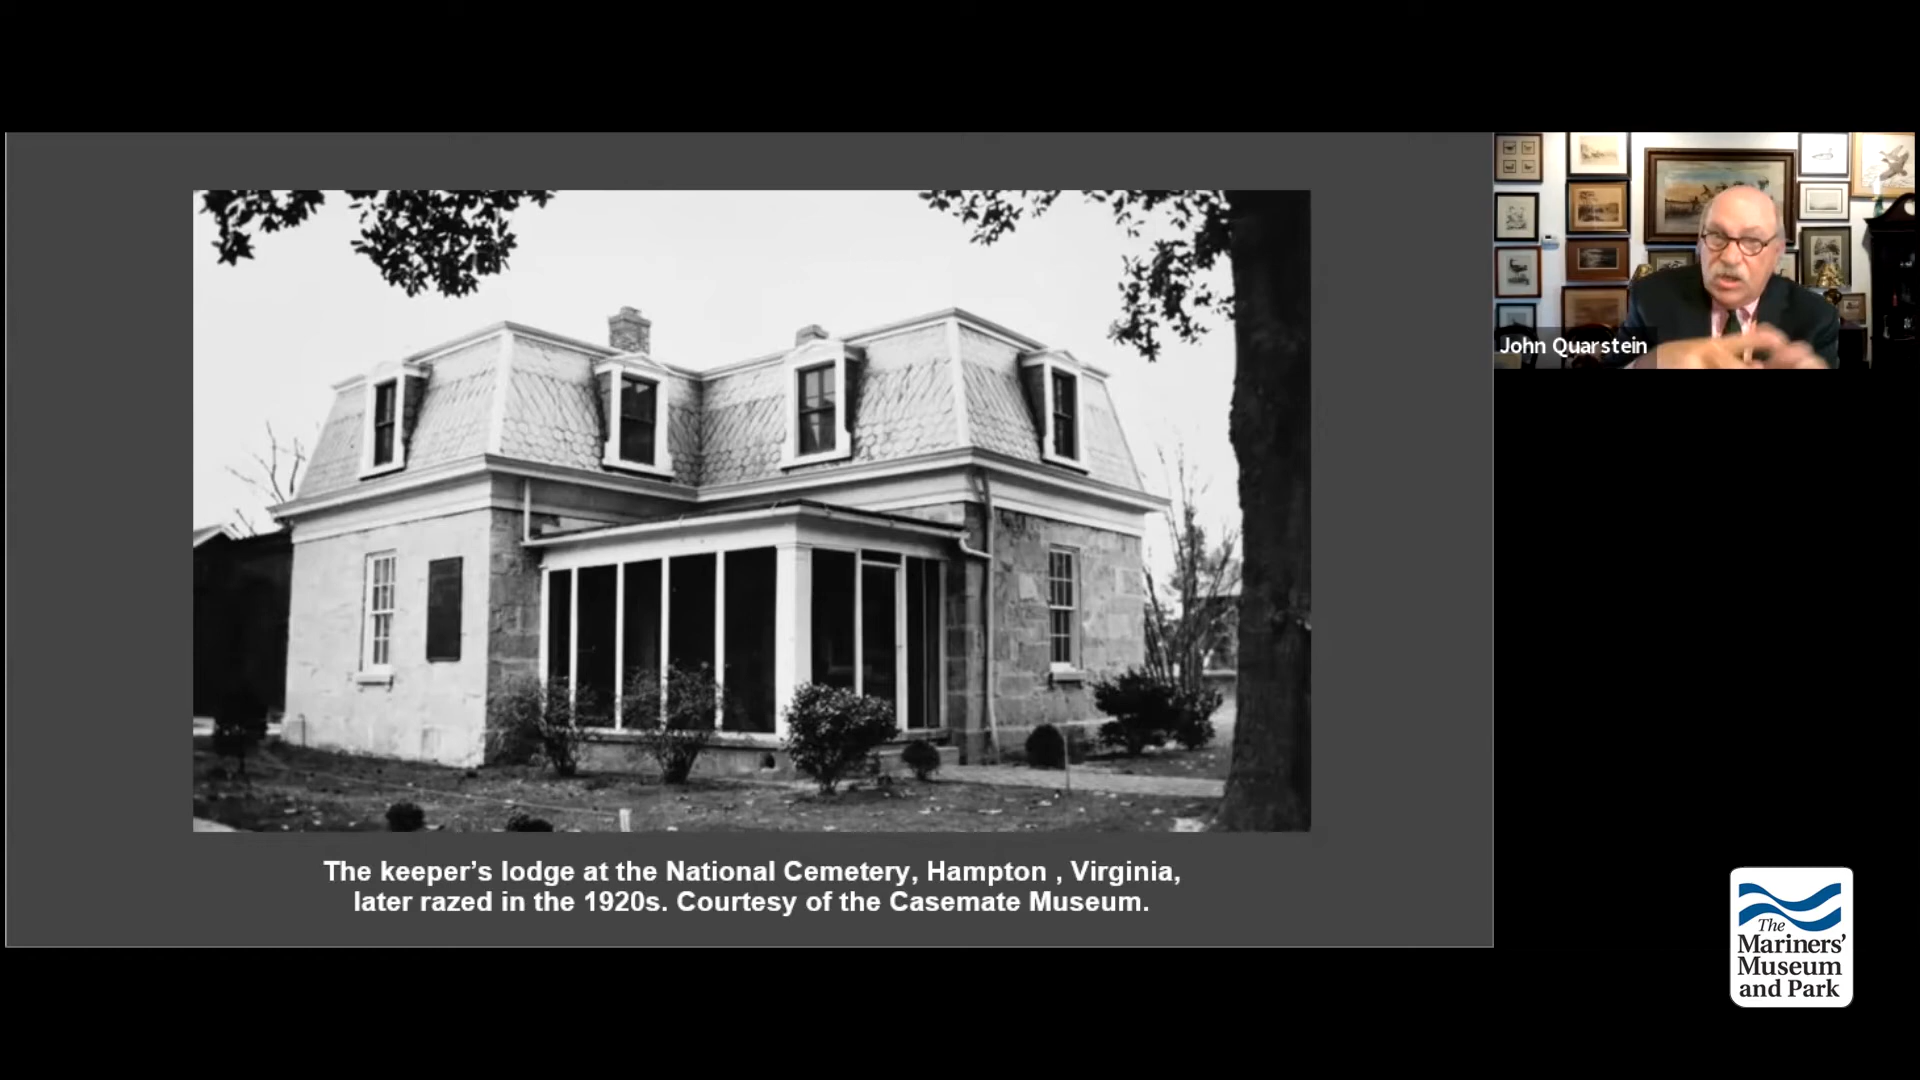 John Quarstein
The keeper's lodge at the National Cemetery, Hampton , Virginia,
later razed in the 1920s. Courtesy of the Casemate Museum.
The
Mariners'
Museum
and Park